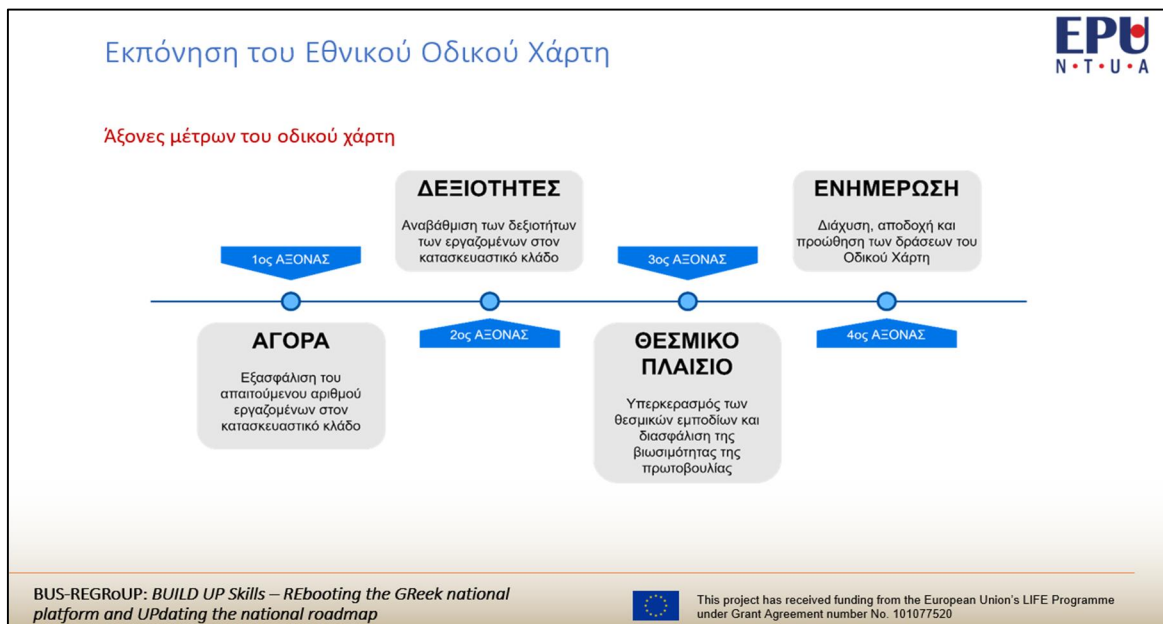 Εκπόνηση του Εθνικού Οδικού Χάρτη
EPU
N•T•U•A
Άξονες μέτρων του οδικού χάρτη
1ος ΑΞΟΝΑΣ
ΑΓΟΡΑ
Εξασφάλιση του
απαιτούμενου αριθμού
εργαζομένων στον
κατασκευαστικό κλάδο
ΔΕΞΙΟΤΗΤΕΣ
Αναβάθμιση των δεξιοτήτων
των εργαζομένων στον
κατασκευαστικό κλάδο
2ος ΑΞΟΝΑΣ
3ος ΑΞΟΝΑΣ
ΘΕΣΜΙΚΟ
ΠΛΑΙΣΙΟ
Υπερκερασμός των
θεσμικών εμποδίων και
διασφάλιση της
βιωσιμότητας της
πρωτοβουλίας
ΕΝΗΜΕΡΩΣΗ
Διάχυση, αποδοχή και
προώθηση των δράσεων του
Οδικού Χάρτη
4ος ΑΞΟΝΑΣ
BUS-REGRoUP: BUILD UP Skills – REbooting the GReek national
platform and UPdating the national roadmap
This project has received funding from the European Union's LIFE Programme
under Grant Agreement number No. 101077520